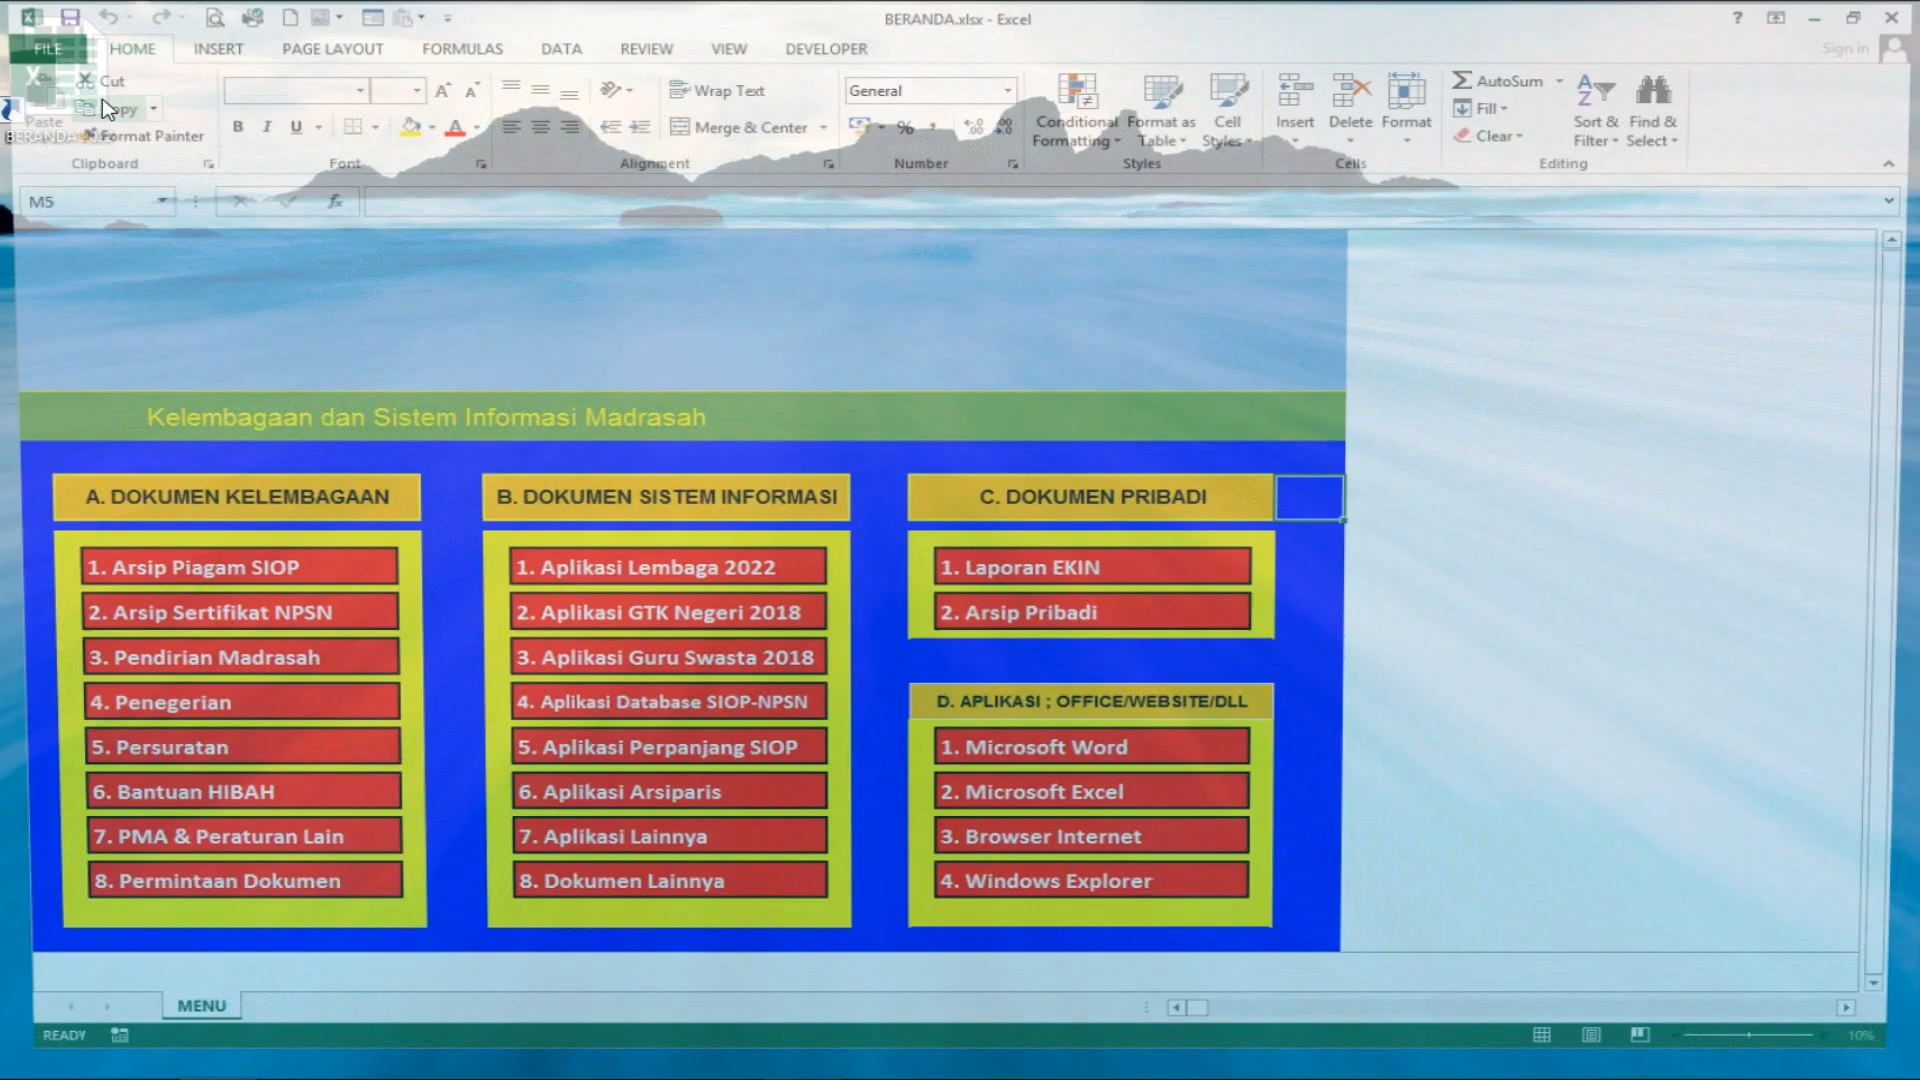 BERANDA.xlsx - Excel
?
Sign in
FILE HOME INSERT PAGE LAYOUT FORMULAS DATA REVIEW VIEW DEVELOPER
Cut
Copy
Format Painter
Paste
BERANDA
Clipboard
B I U
Font
Wrap Text
Merge & Center
Alignment
General
%
Number
Conditional Formatting
Format as Table
Cell Styles
Styles
Insert Delete Format
Cells
AutoSum
Fill
Clear
Sort & Filter
Find & Select
Editing
M5
fx
Kelembagaan dan Sistem Informasi Madrasah
A. DOKUMEN KELEMBAGAAN
1. Arsip Piagam SIOP
2. Arsip Sertifikat NPSN
3. Pendirian Madrasah
4. Penegerian
5. Persuratan
6. Bantuan HIBAH
7. PMA & Peraturan Lain
8. Permintaan Dokumen
B. DOKUMEN SISTEM INFORMASI
1. Aplikasi Lembaga 2022
2. Aplikasi GTK Negeri 2018
3. Aplikasi Guru Swasta 2018
4. Aplikasi Database SIOP-NPSN
5. Aplikasi Perpanjang SIOP
6. Aplikasi Arsiparis
7. Aplikasi Lainnya
8. Dokumen Lainnya
C. DOKUMEN PRIBADI
1. Laporan EKIN
2. Arsip Pribadi
D. APLIKASI ; OFFICE/WEBSITE/DLL
1. Microsoft Word
2. Microsoft Excel
3. Browser Internet
4. Windows Explorer
MENU
READY
10%